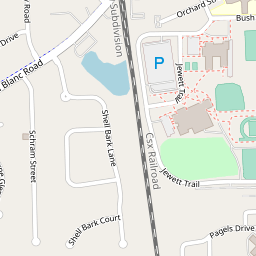 Orchard St
Bush
Drive
Subdivision
P
Jewett Trail
Blanc Road
y Road
Shell Bark Lane
Csx Railroad
Schram Street
Jewett Trail
Shell Bark Court
Pagels Drive